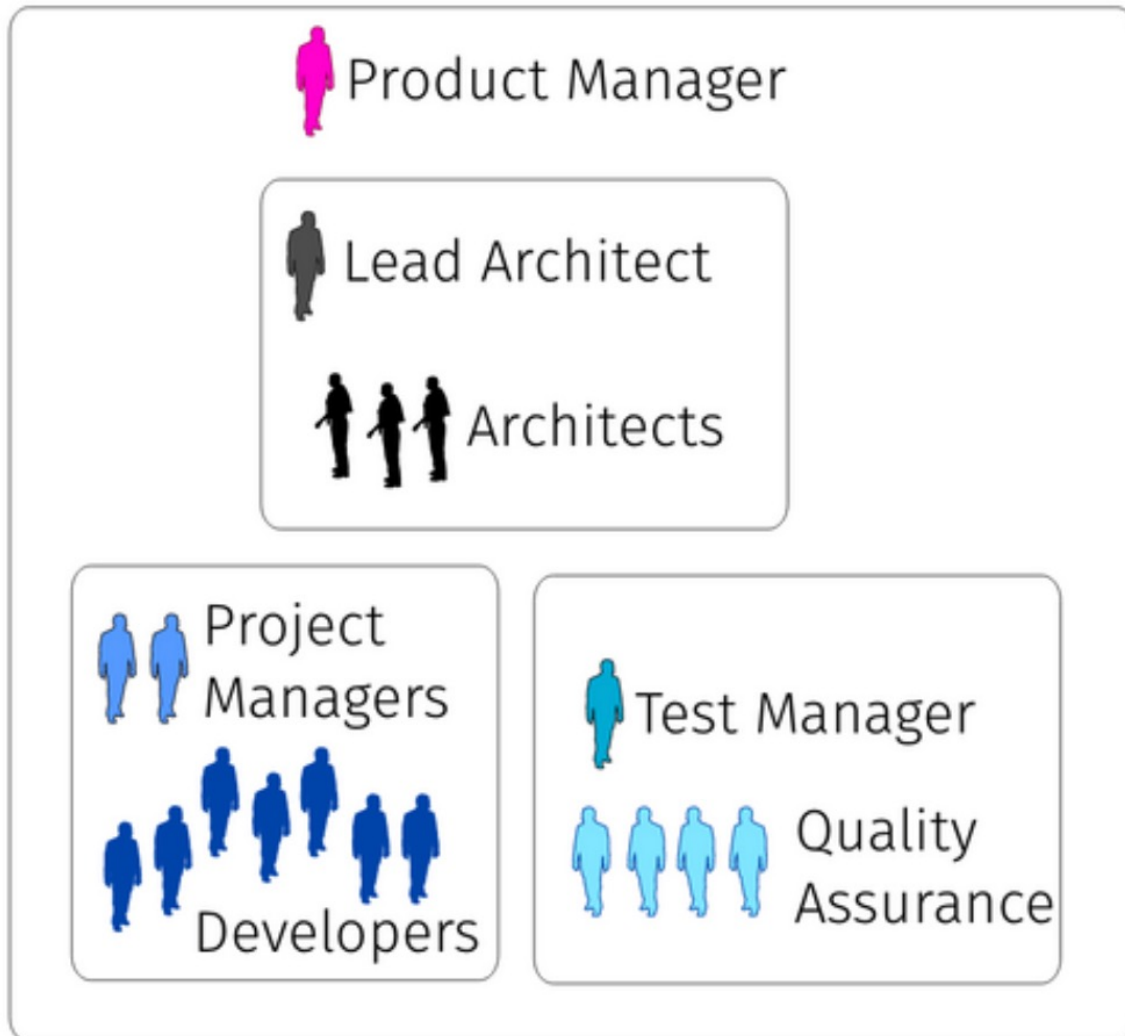 Product Manager
Lead Architect
Architects
Project
Managers
Developers
Test Manager
Quality
Assurance